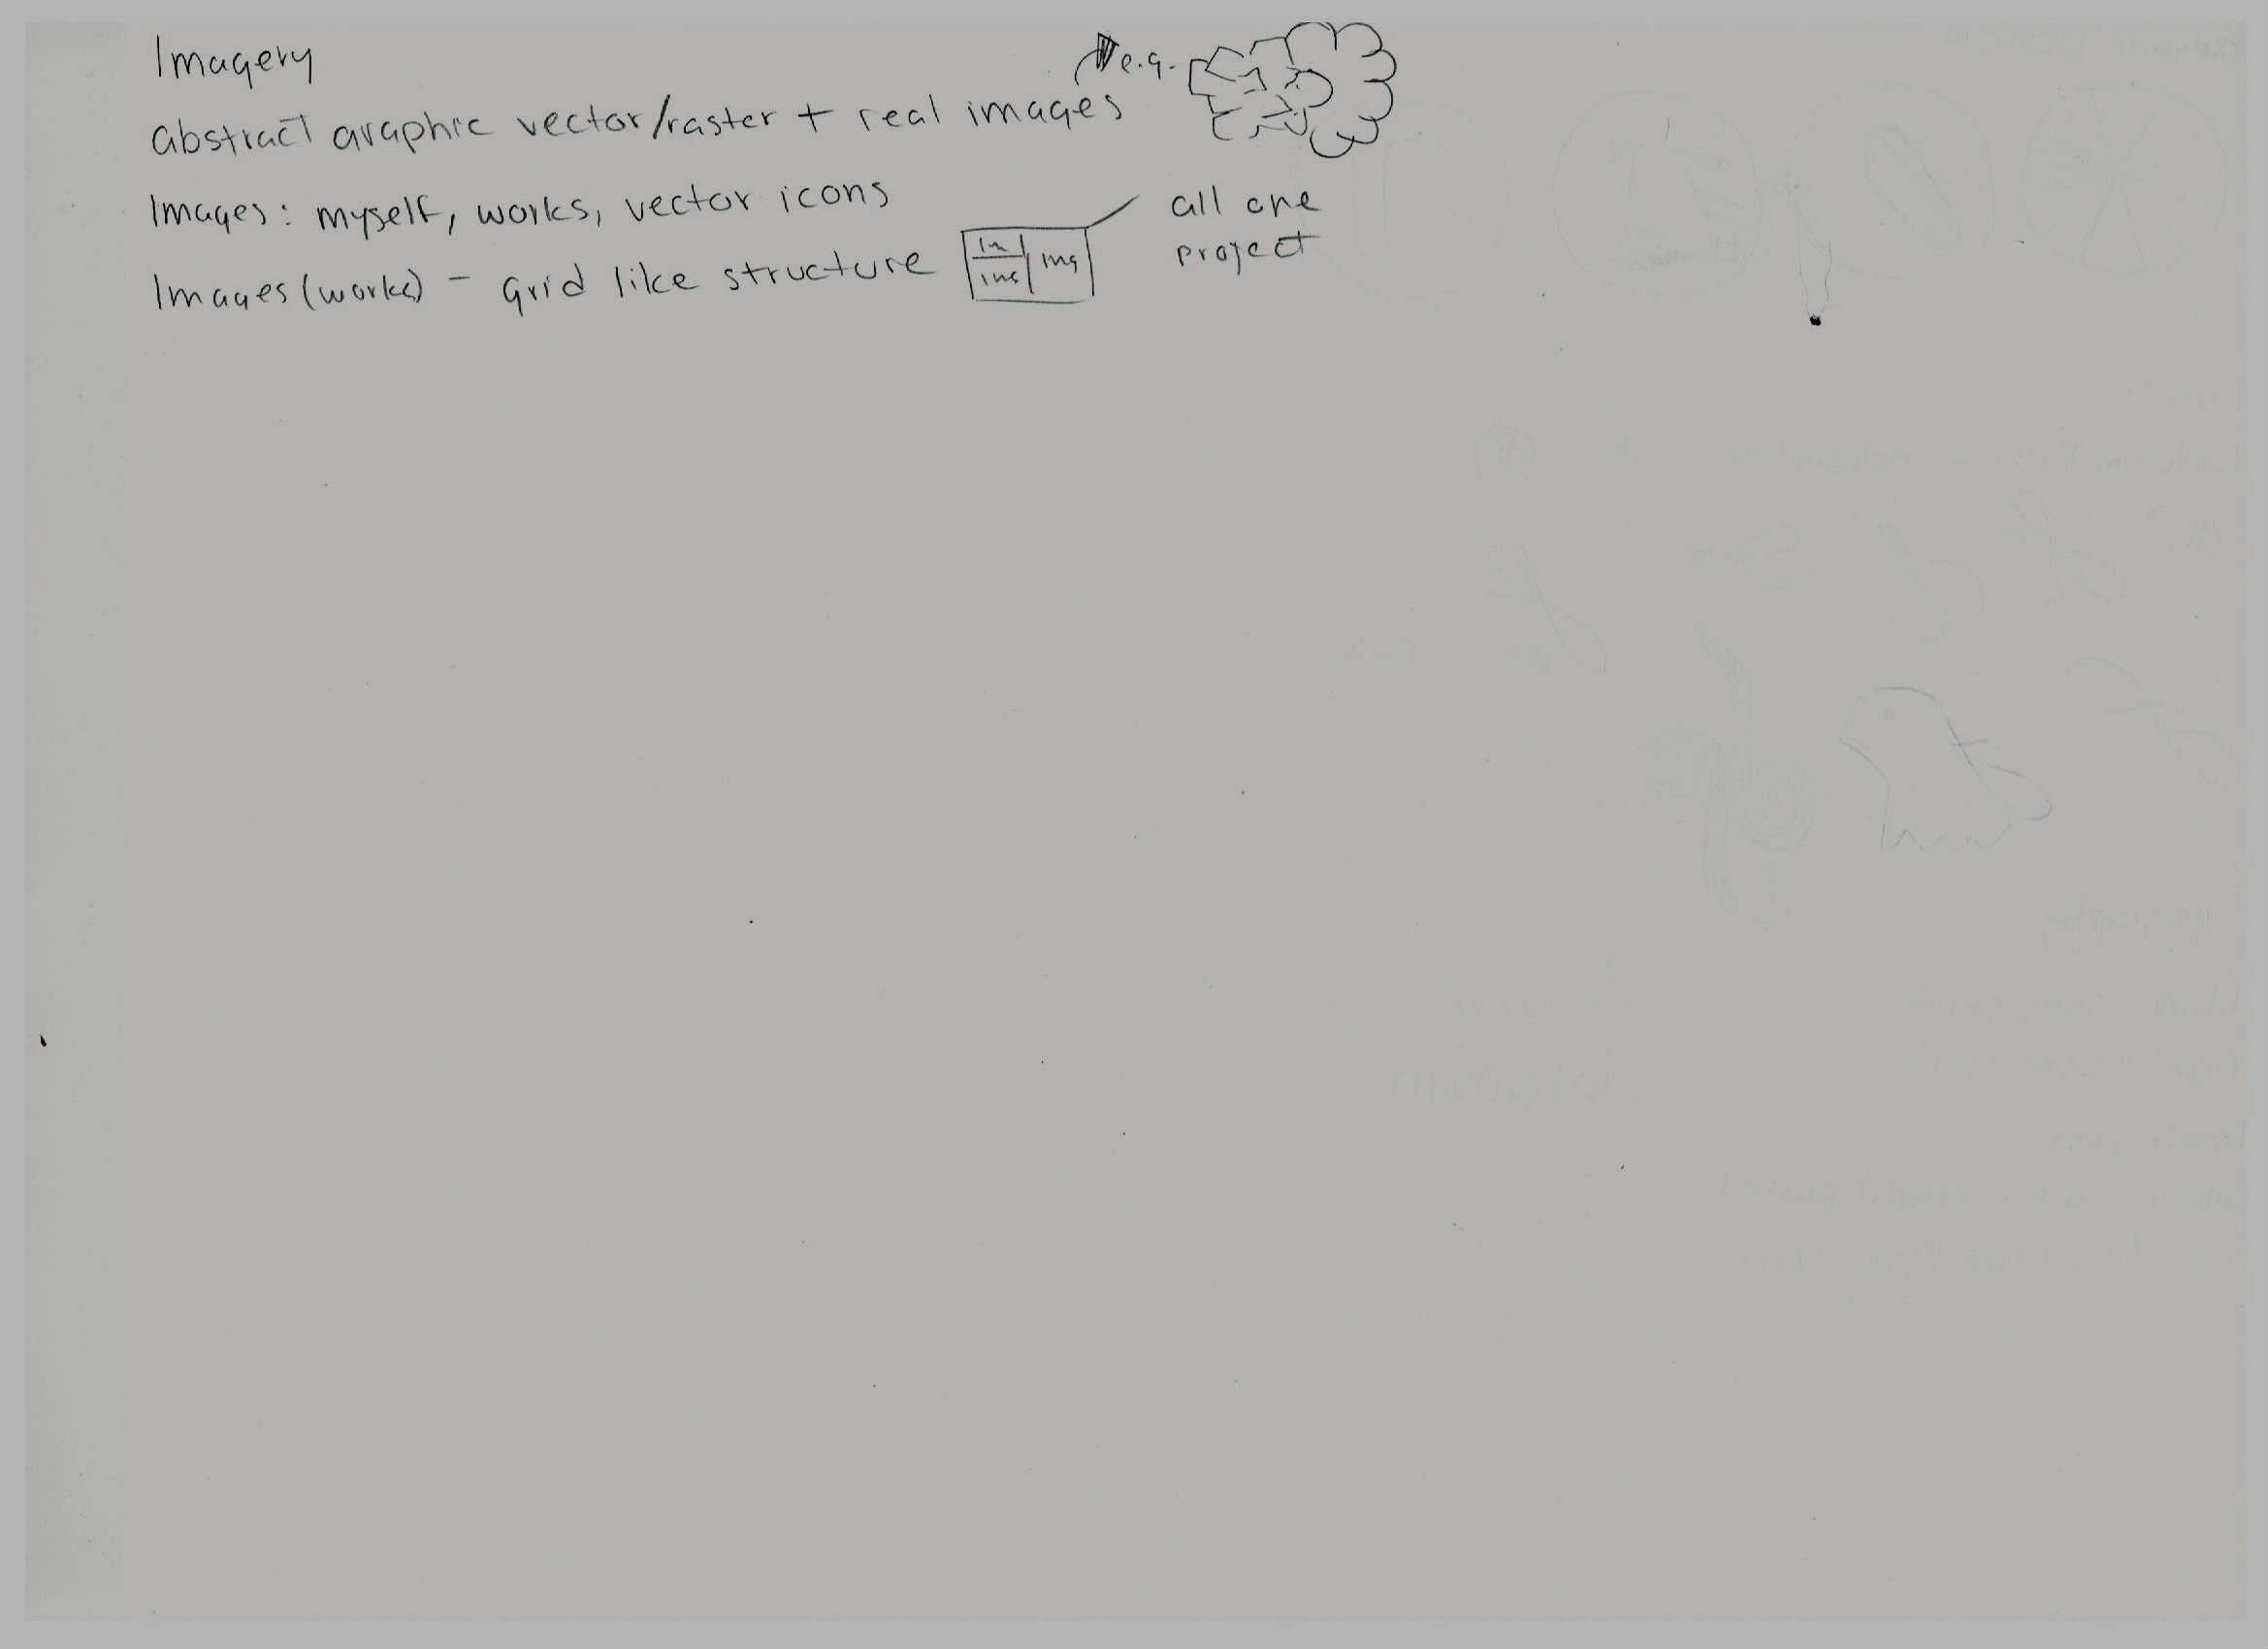 Imagery
e.g.
abstract graphic vector/raster + real images
Images: myself, works, vector icons
Images (works) - grid like structure
im
img
img
all one
project